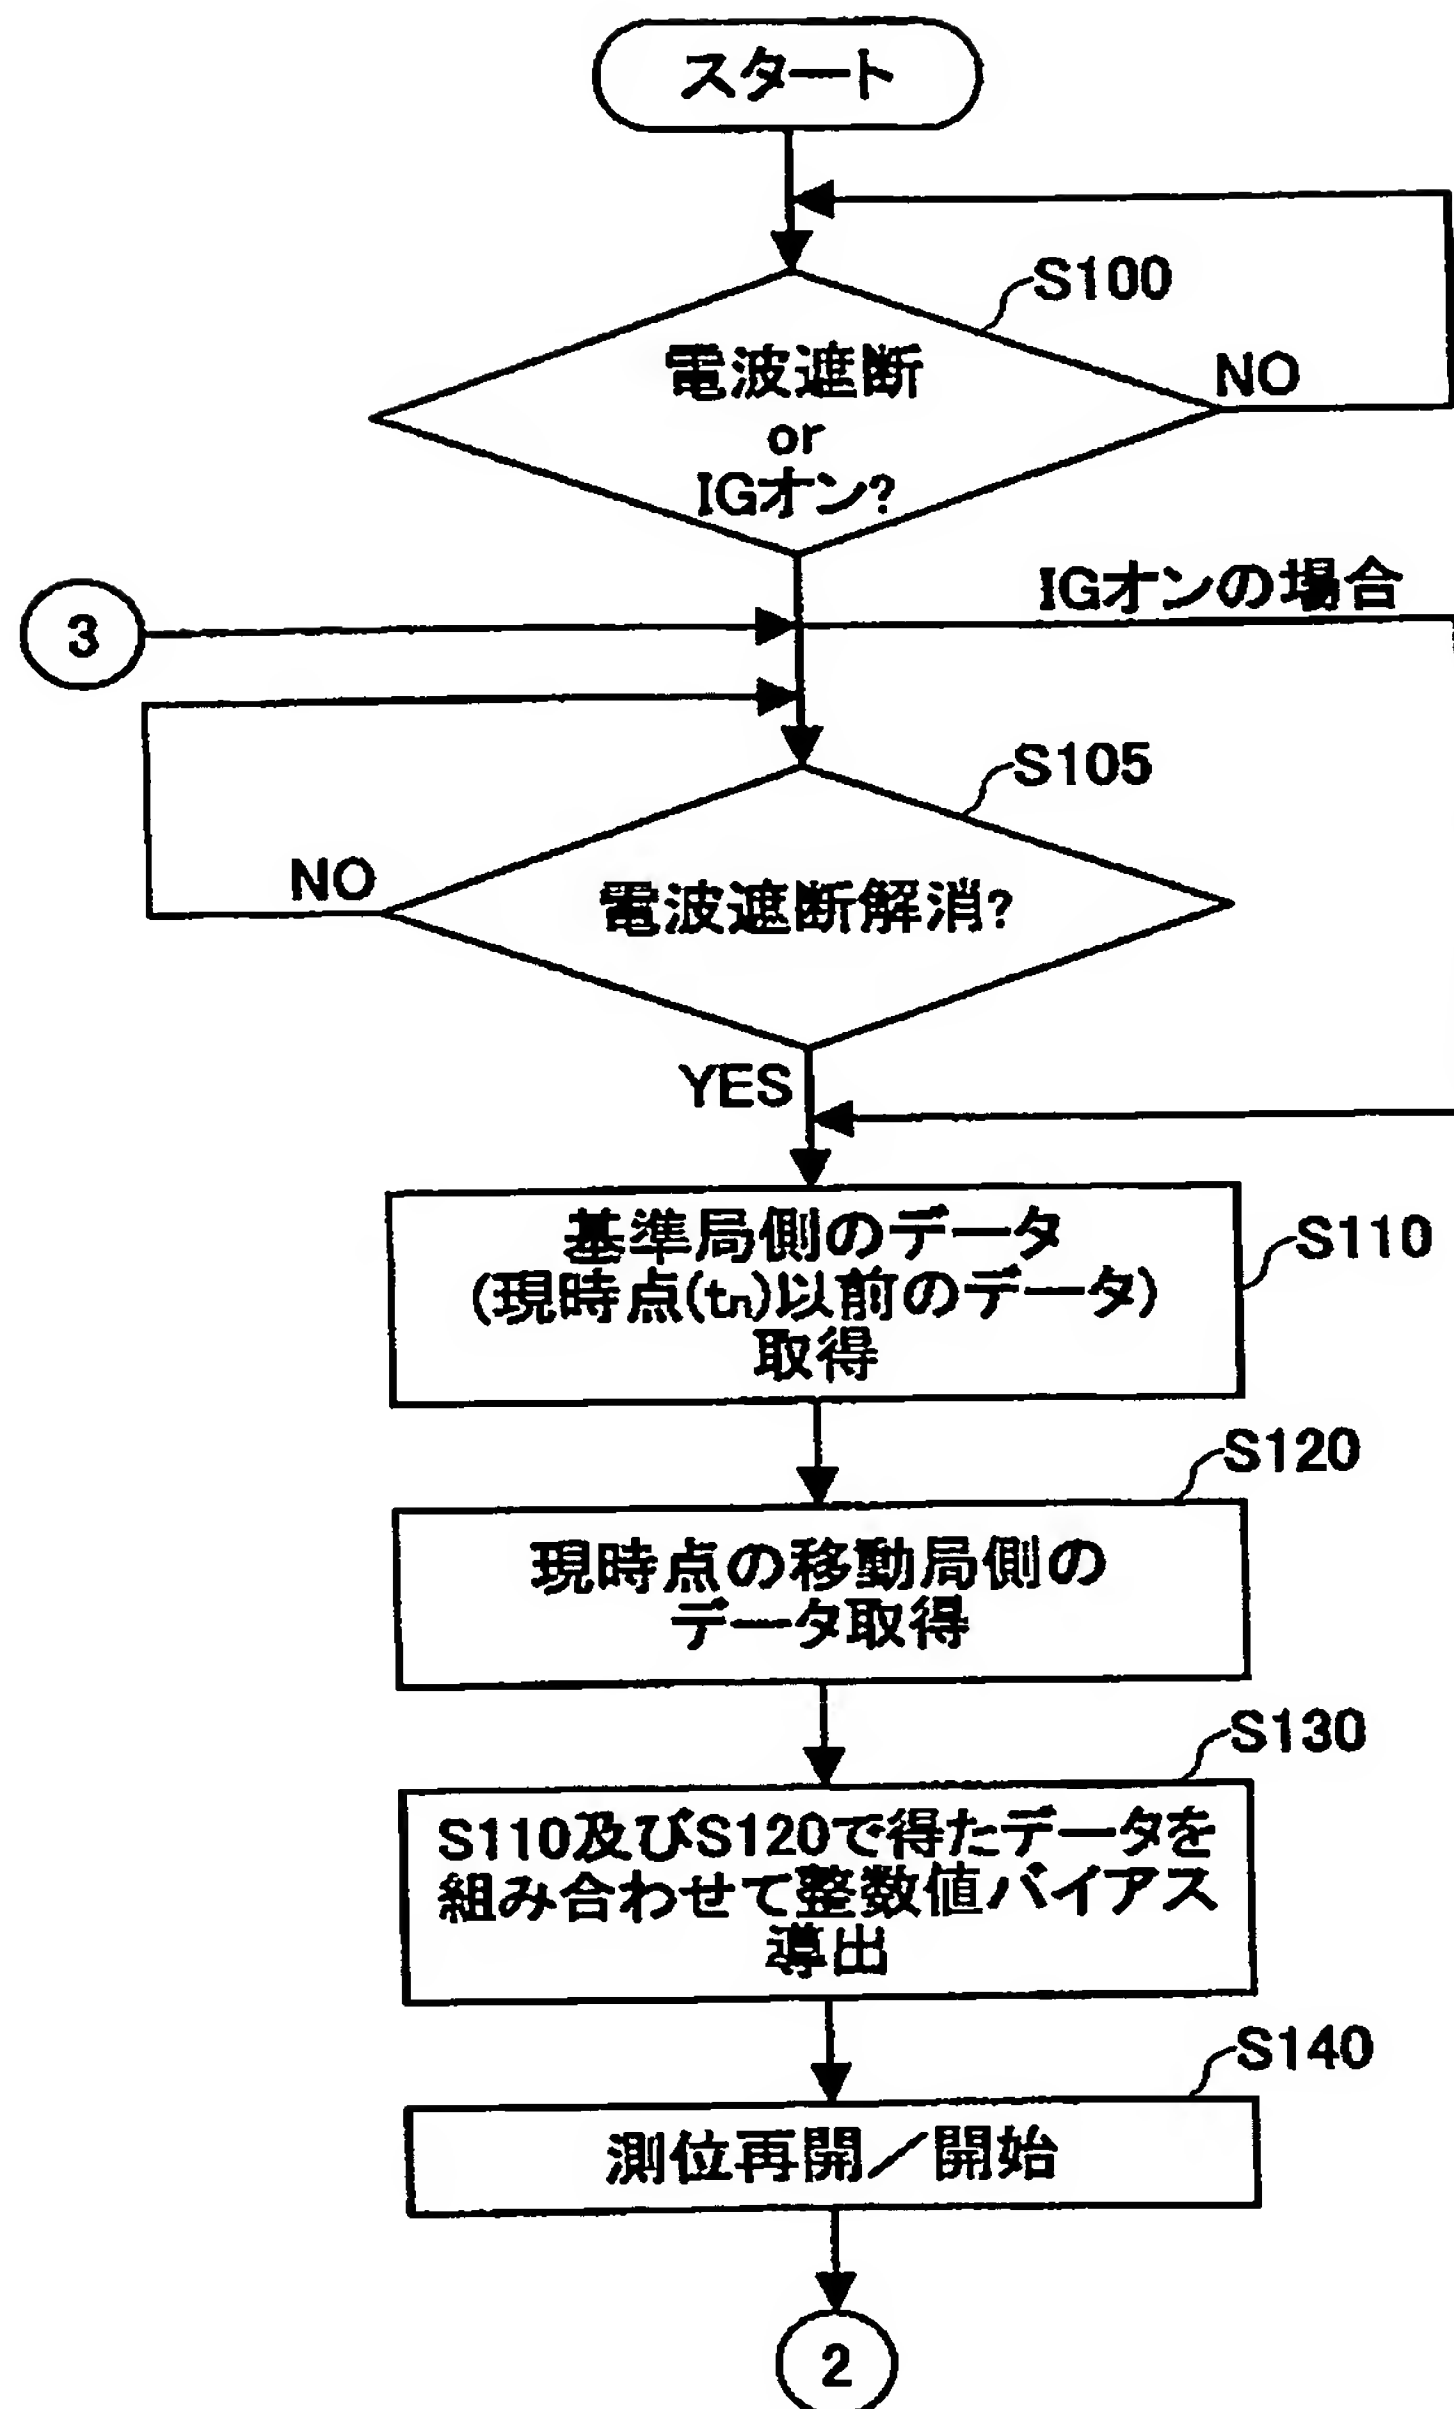 スタート
S100
電波遮断
or
IGオン?
NO
IGオンの場合
3
S105
NO
電波遮断解消?
YES
基準局側のデータ
(現時点(tn)以前のデータ)
取得
S110
S120
現時点の移動局側の
データ取得
S130
S110及びS120で得たデータを
組み合わせて整数値バイアス
導出
S140
測位再開／開始
2